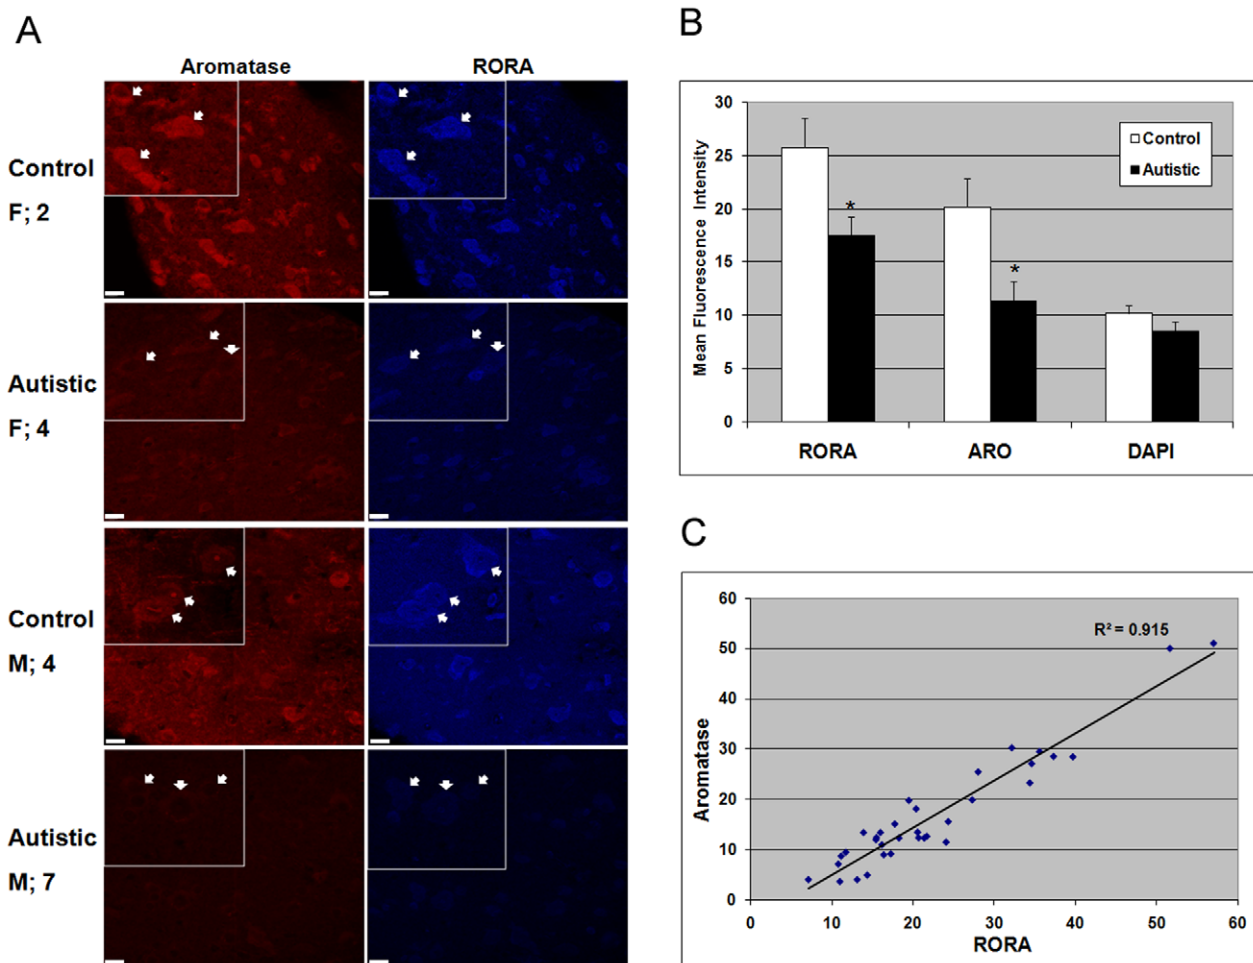 A
Aromatase RORA
Control
F; 2
Autistic
F; 4
Control
M; 4
Autistic
M; 7
B
30
25
20
15
10
5
0
Mean Fluorescence Intensity
Control
Autistic
*
*
RORA ARO DAPI
C
60
50
40
30
20
10
0
Aromatase
R² = 0.915
0 10 20 30 40 50 60
RORA